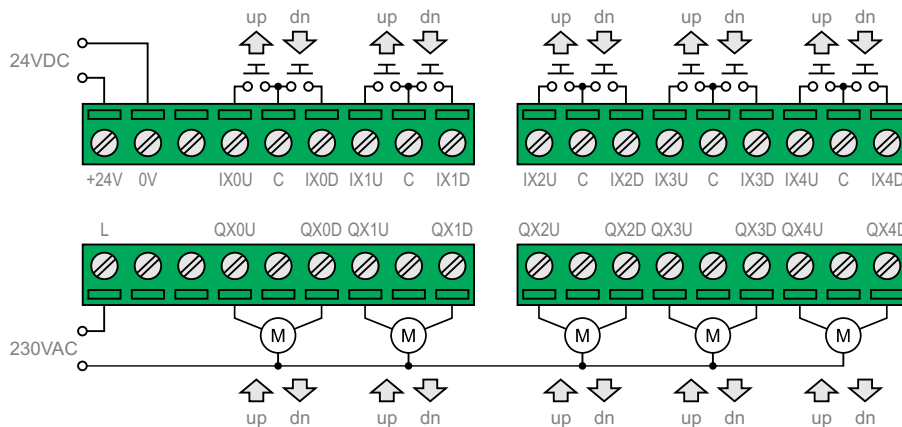 up dn up dn up dn up dn up dn
24VDC
+24V 0V IX0U C IX0D IX1U C IX1D IX2U C IX2D IX3U C IX3D IX4U C IX4D
L QX0U QX0D QX1U QX1D QX2U QX2D QX3U QX3D QX4U QX4D
M M M M M
230VAC
up dn up dn up dn up dn up dn